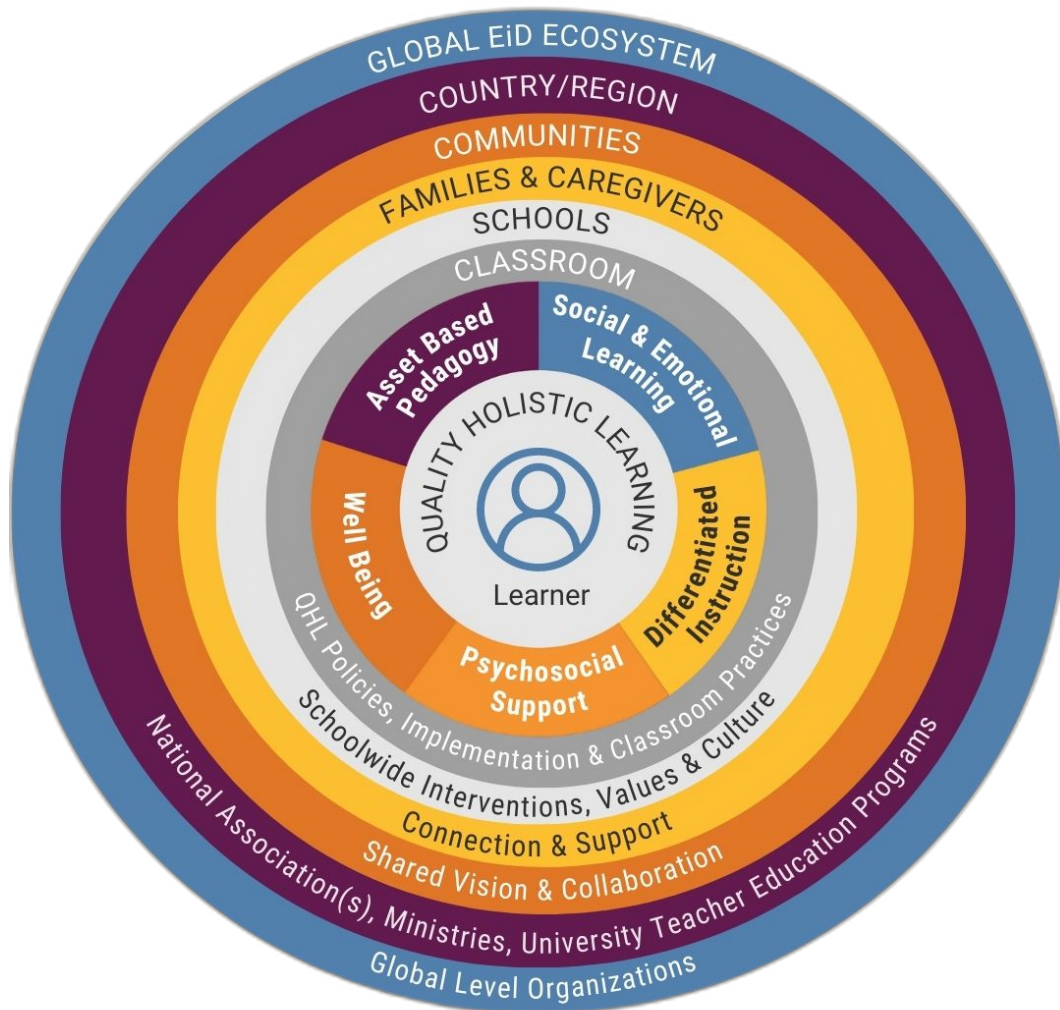 GLOBAL EiD ECOSYSTEM
COUNTRY/REGION
COMMUNITIES
FAMILIES & CAREGIVERS
SCHOOLS
CLASSROOM
Asset Based
Pedagogy
Social & Emotional
Learning
QUALITY HOLISTIC LEARNING
Learner
Well Being
Differentiated
Instruction
Psychosocial
Support
QHL Policies, Implementation & Classroom Practices
Schoolwide Interventions, Values & Culture
Connection & Support
Shared Vision & Collaboration
National Association(s), Ministries, University Teacher Education Programs
Global Level Organizations